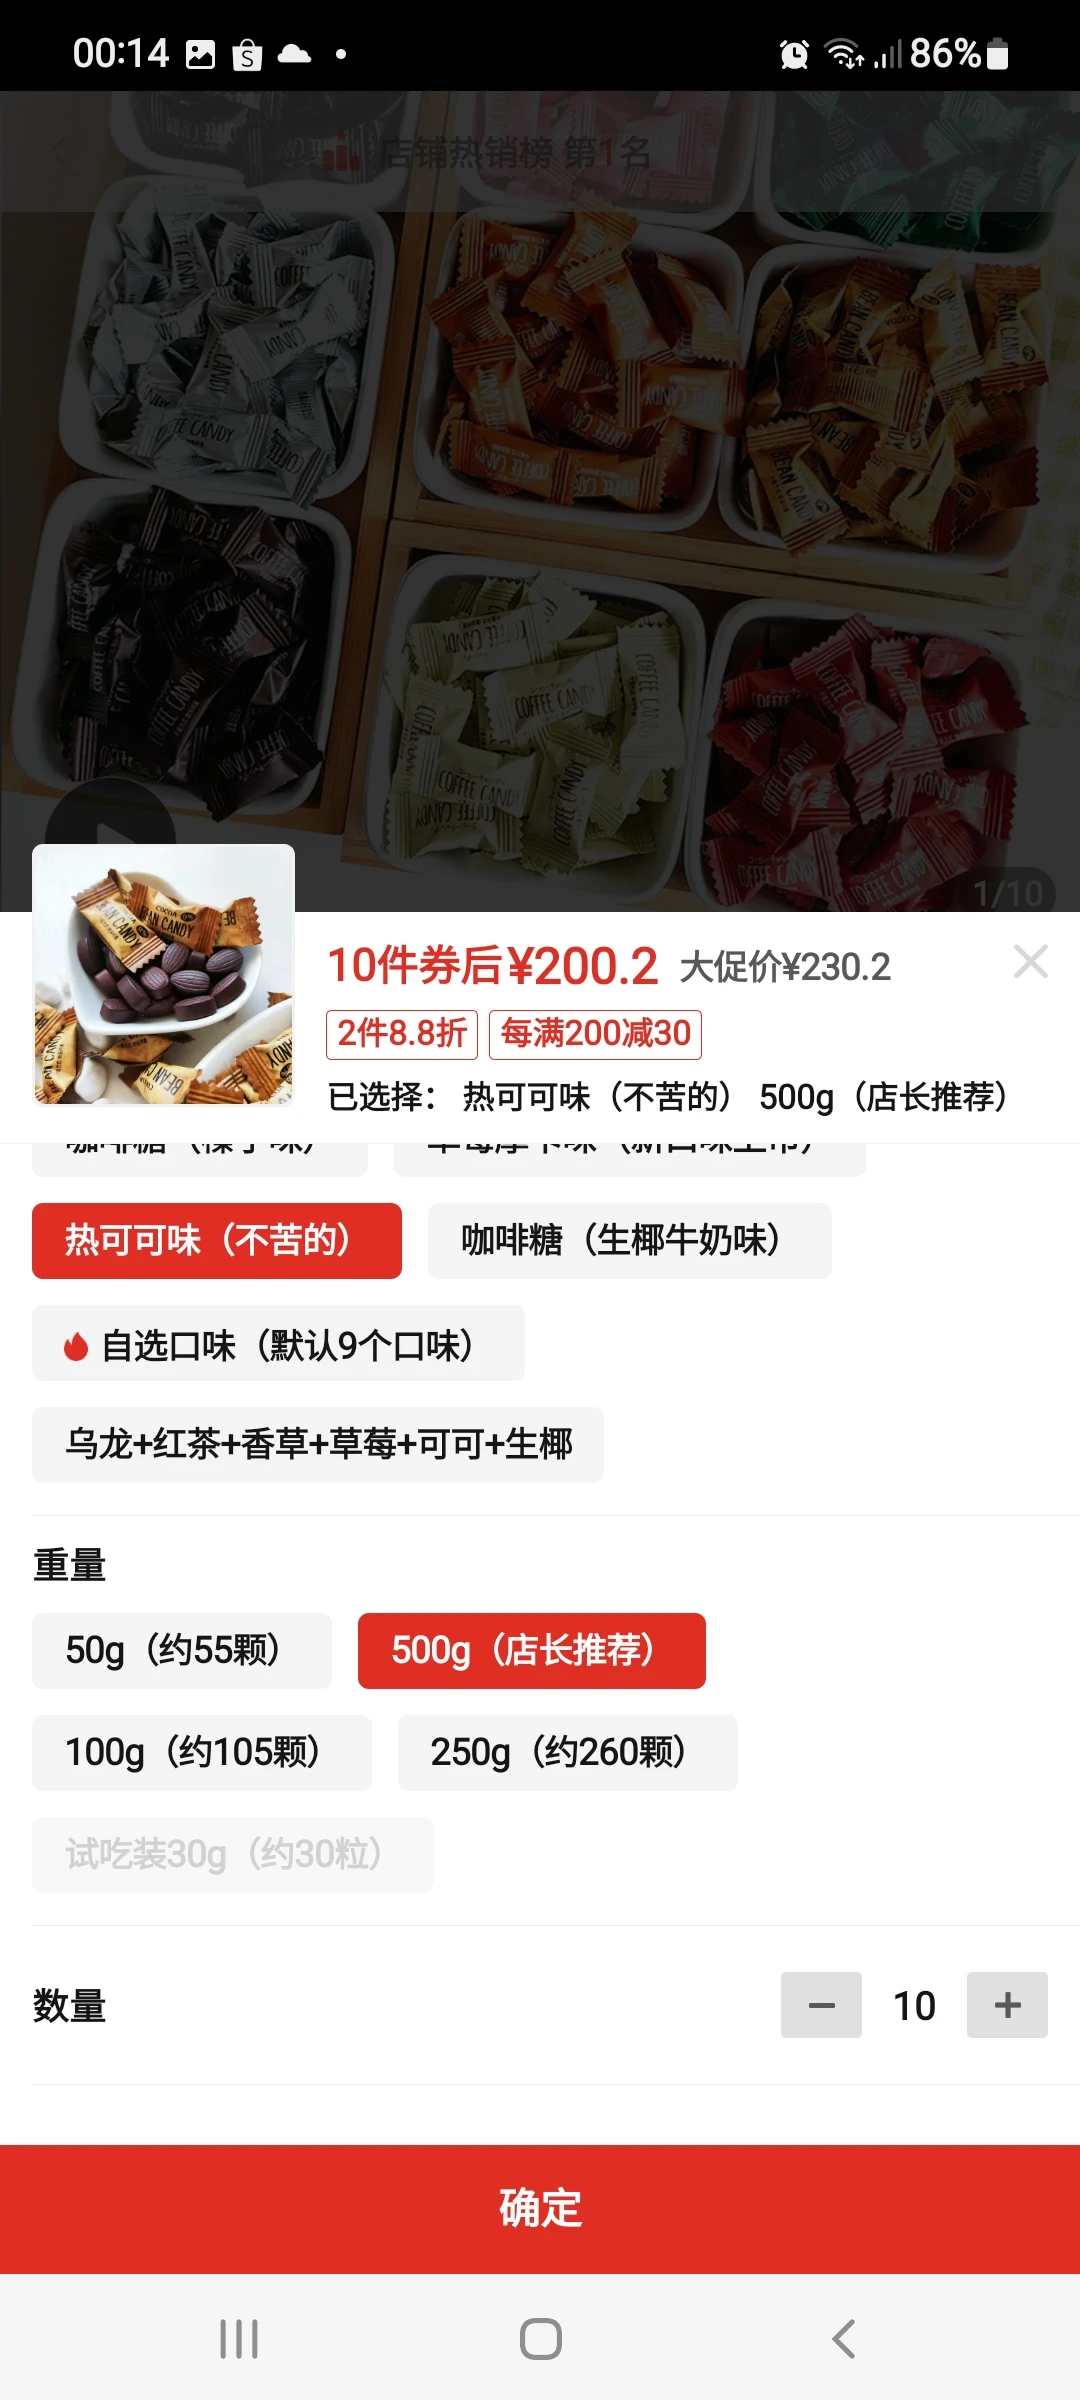 00:14
86%
店铺热销榜 第1名
1/10
10件券后¥200.2 大促价¥230.2
2件8.8折 每满200减30
已选择： 热可可味（不苦的） 500g（店长推荐）
热可可味（不苦的） 咖啡糖（生椰牛奶味）
自选口味（默认9个口味）
乌龙+红茶+香草+草莓+可可+生椰
重量
50g（约55颗） 500g（店长推荐）
100g（约105颗） 250g（约260颗）
试吃装30g（约30粒）
数量 10
确定